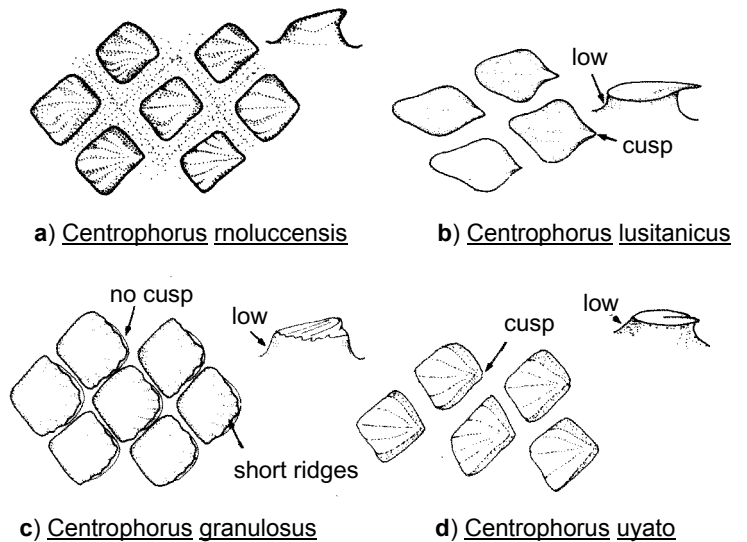 low
cusp
a) Centrophorus rnoluccensis
b) Centrophorus lusitanicus
no cusp
low
short ridges
c) Centrophorus granulosus
cusp
low
d) Centrophorus uyato